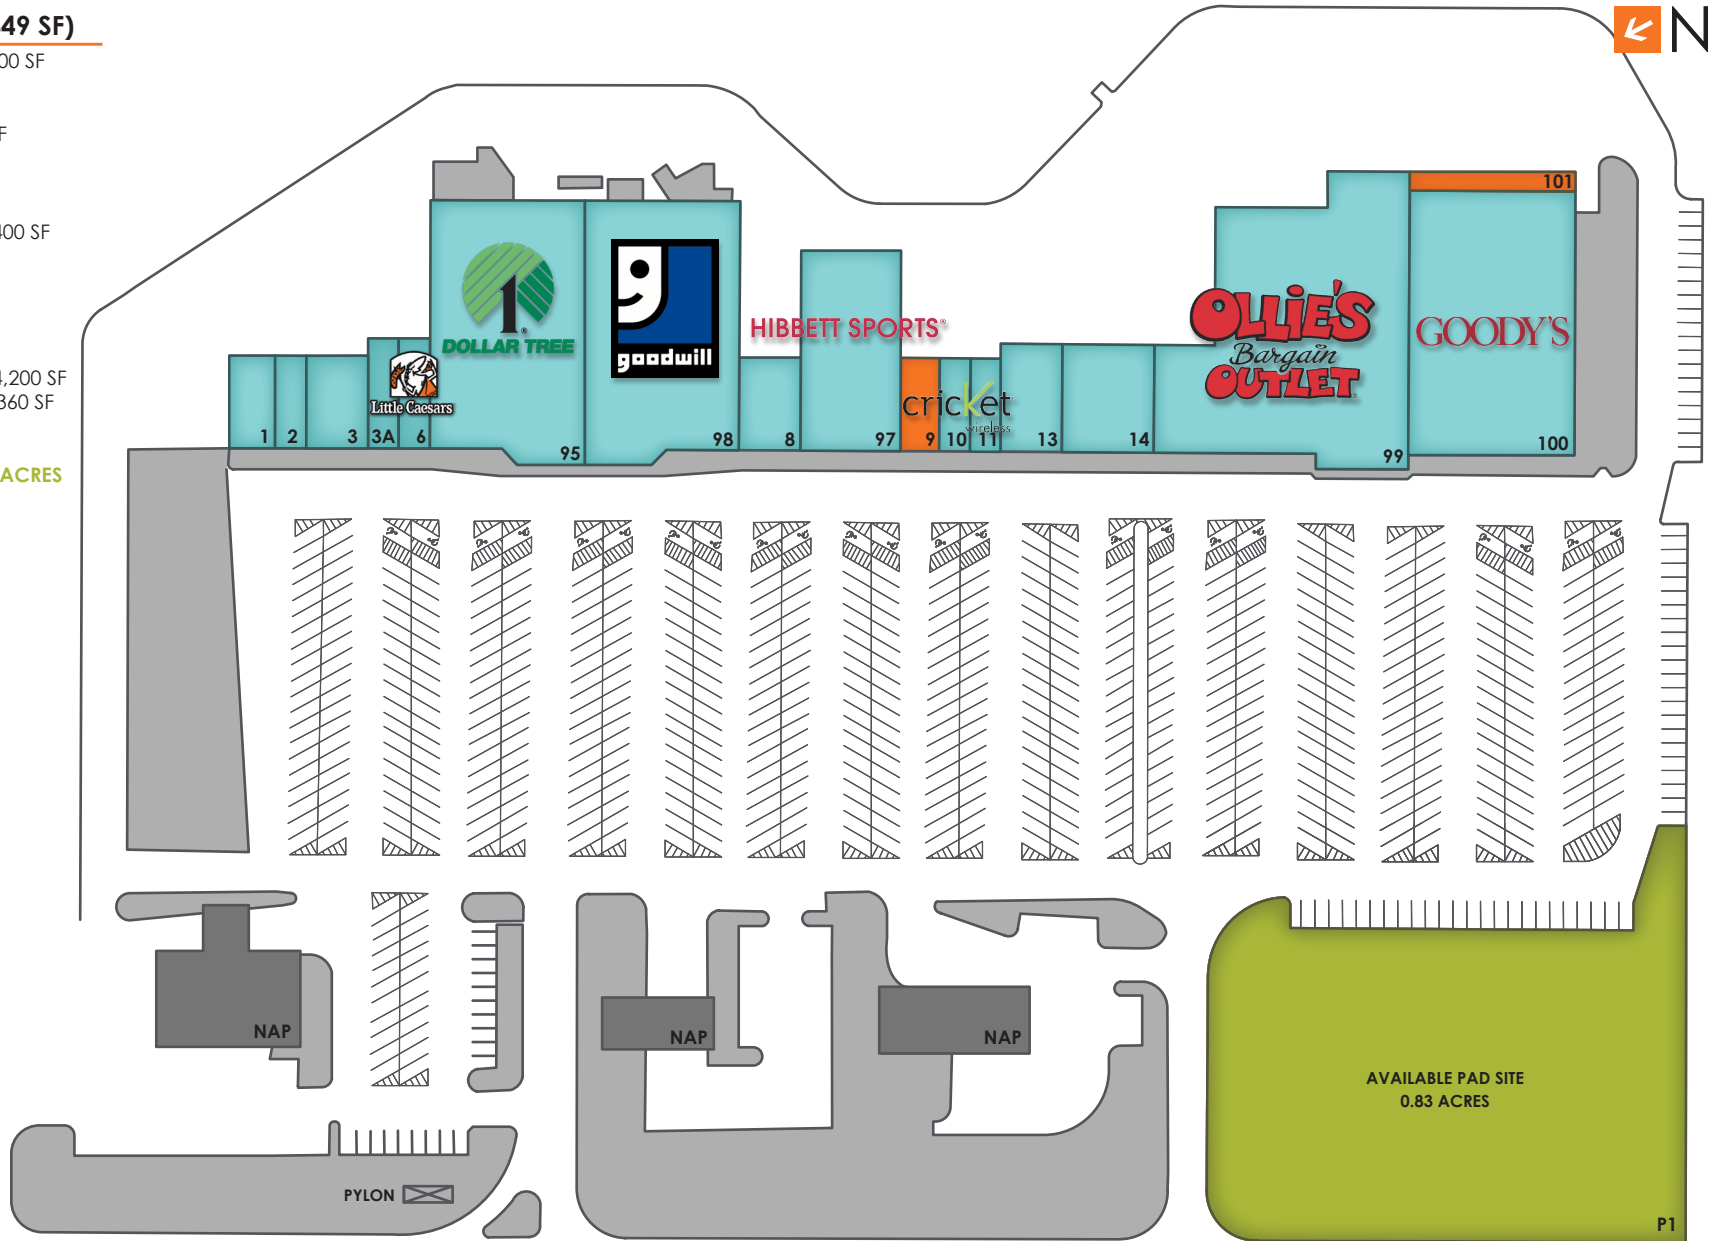 49 SF)
00 SF
F
400 SF
4,200 SF
360 SF
ACRES
N
101
DOLLAR TREE
goodwill
HIBBETT SPORTS®
OLLIE'S
Bargain
OUTLET
GOODY'S
Little Caesars
cricket
wireless
1
2
3
3A
6
95
98
8
97
9
10
11
13
14
99
100
NAP
NAP
NAP
AVAILABLE PAD SITE
0.83 ACRES
PYLON
P1